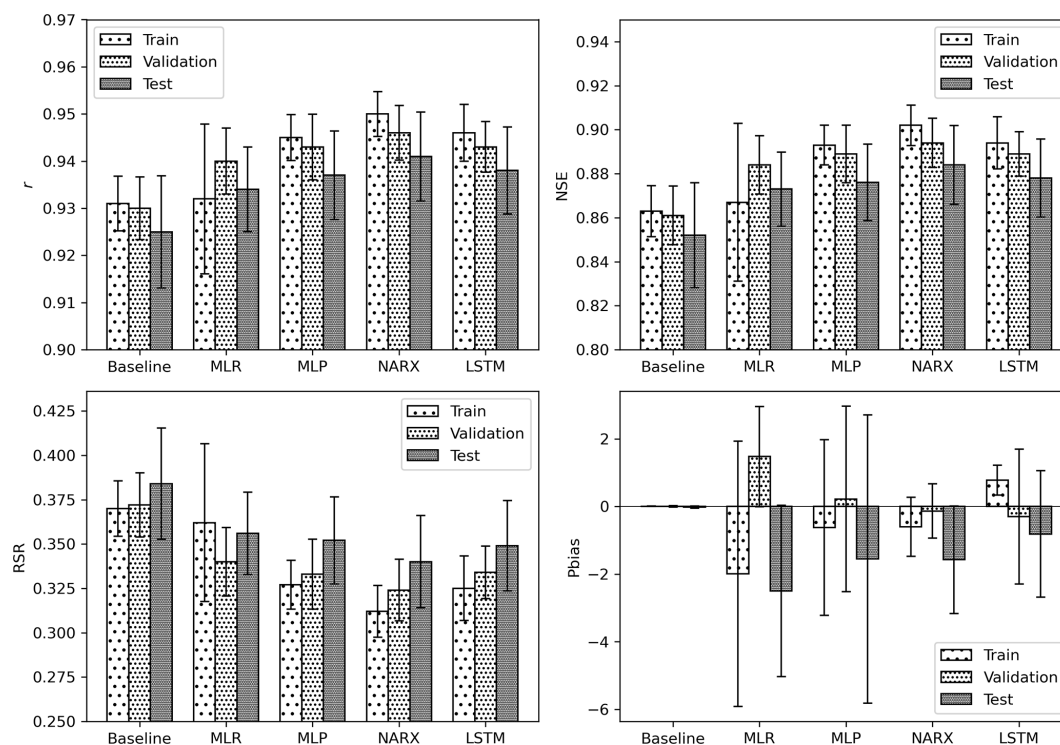 0.97
0.96
0.95
0.94
0.93
0.92
0.91
0.90
r
Train
Validation
Test
Baseline MLR MLP NARX LSTM
0.94
0.92
0.90
0.88
0.86
0.84
0.82
0.80
NSE
Train
Validation
Test
Baseline MLR MLP NARX LSTM
0.425
0.400
0.375
0.350
0.325
0.300
0.275
0.250
RSR
Train
Validation
Test
Baseline MLR MLP NARX LSTM
2
0
−2
−4
−6
Pbias
Train
Validation
Test
Baseline MLR MLP NARX LSTM